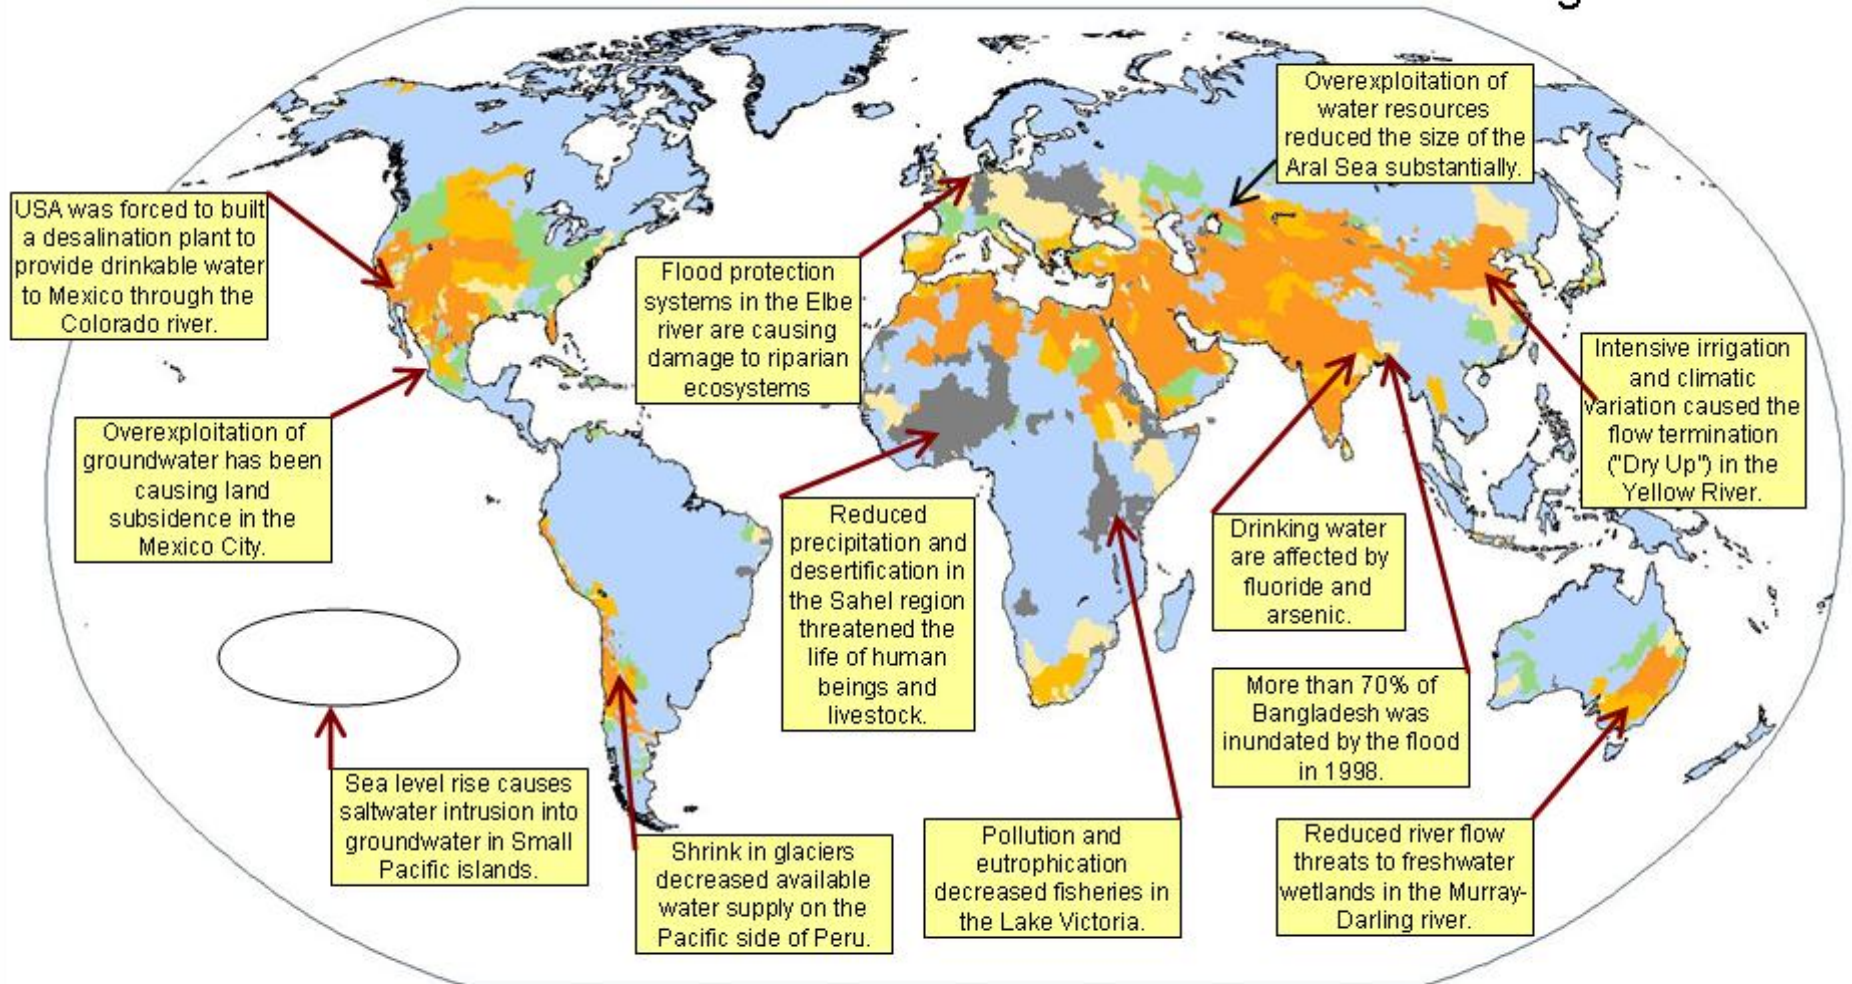 Overexploitation of
water resources
reduced the size of the
Aral Sea substantially.
USA was forced to built
a desalination plant to
provide drinkable water
to Mexico through the
Colorado river.
Flood protection
systems in the Elbe
river are causing
damage to riparian
ecosystems
Intensive irrigation
and climatic
variation caused the
flow termination
("Dry Up") in the
Yellow River.
Overexploitation of
groundwater has been
causing land
subsidence in the
Mexico City.
Reduced
precipitation and
desertification in
the Sahel region
threatened the
life of human
beings and
livestock.
Drinking water
are affected by
fluoride and
arsenic.
More than 70% of
Bangladesh was
inundated by the flood
in 1998.
Sea level rise causes
saltwater intrusion into
groundwater in Small
Pacific islands.
Shrink in glaciers
decreased available
water supply on the
Pacific side of Peru.
Pollution and
eutrophication
decreased fisheries in
the Lake Victoria.
Reduced river flow
threats to freshwater
wetlands in the Murray-
Darling river.